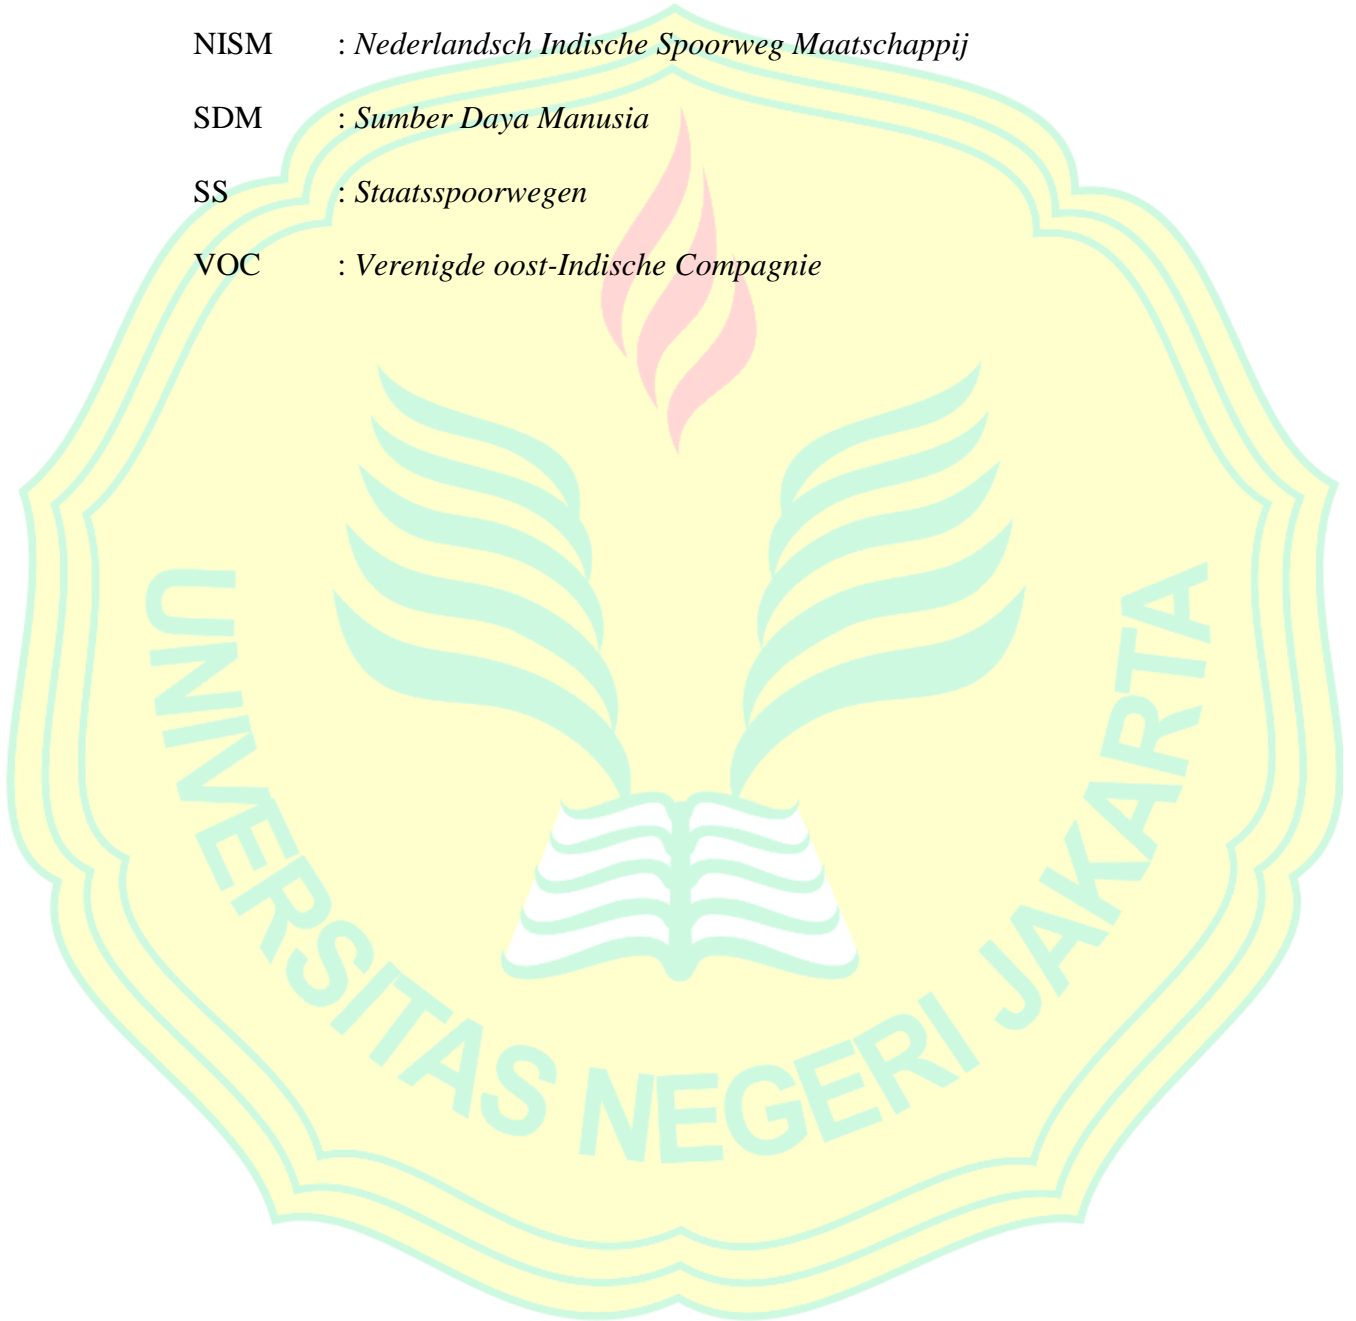 NISM : Nederlandsch Indische Spoorweg Maatschappij
SDM : Sumber Daya Manusia
SS : Staatsspoorwegen
VOC : Verenigde oost-Indische Compagnie
UNIVERSITAS NEGERI JAKARTA